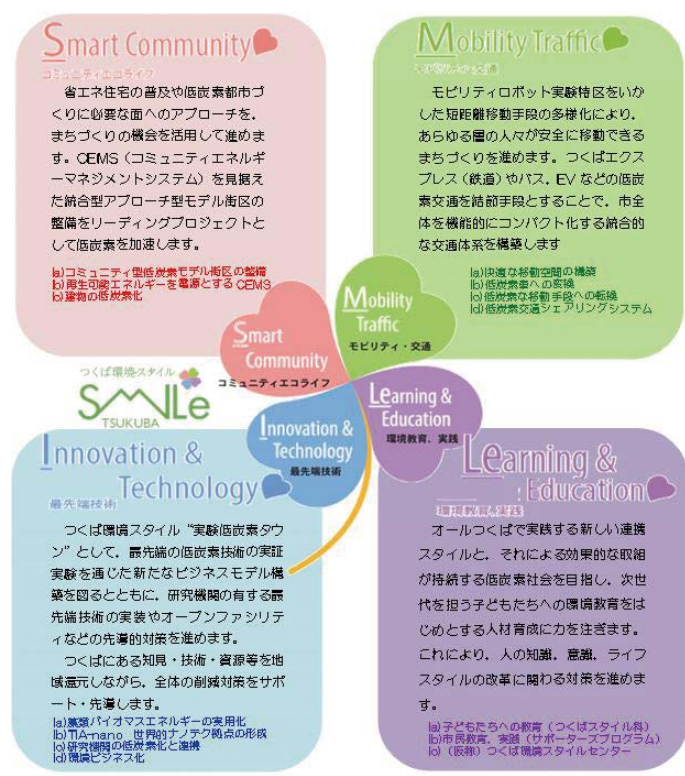 Smart Community
コミュニティエコライフ
省エネ住宅の普及や低炭素都市づ
くりに必要な面へのアプローチを、
まちづくりの機会を活用して進めま
す。CEMS（コミュニティエネルギ
ーマネジメントシステム）を見据え
た統合型アプローチ型モデル街区の
整備をリーディングプロジェクトと
して低炭素を加速します。
(a)コミュニティ型低炭素モデル街区の整備
(b)再生可能エネルギーを電源とするCEMS
(c)建物の低炭素化
Mobility Traffic
モビリティ・交通
モビリティロボット実験特区をいか
した短距離移動手段の多様化により、
あらゆる層の人々が安全に移動できる
まちづくりを進めます。つくばエクス
プレス（鉄道）やバス、EVなどの低炭
素交通を結節手段とすることで、市全
体を機能的にコンパクト化する統合的
な交通体系を構築します
(a)快適な移動空間の構築
(b)低炭素車への変換
(c)低炭素な移動手段への転換
(d)低炭素交通シェアリングシステム
Smart
Community
コミュニティエコライフ
Mobility
Traffic
モビリティ・交通
Innovation &
Technology
最先端技術
Learning &
Education
環境教育、実践
つくば環境スタイル
SMILe
TSUKUBA
Innovation &
Technology
最先端技術
つくば環境スタイル“実験低炭素タウ
ン”として、最先端の低炭素技術の実証
実験を通じた新たなビジネスモデル構
築を図るとともに、研究機関の有する最
先端技術の実装やオープンファシリテ
ィなどの先導的対策を進めます。
つくばにある知見・技術・資源等を地
域還元しながら、全体の削減対策をサポ
ート・先導します。
(a)藻類バイオマスエネルギーの実用化
(b)TIA-nano 世界的ナノテク拠点の形成
(c)研究機関の低炭素化と連携
(d)環境ビジネス化
Learning &
Education
環境教育、実践
オールつくばで実践する新しい連携
スタイルと、それによる効果的な取組
が持続する低炭素社会を目指し、次世
代を担う子どもたちへの環境教育をは
じめとする人材育成に力を注ぎます。
これにより、人の知識、意識、ライフ
スタイルの改革に関わる対策を進めま
す。
(a)子どもたちへの教育（つくばスタイル科）
(b)市民教育、実践（サポータープログラム）
(c)（仮称）つくば環境スタイルセンター